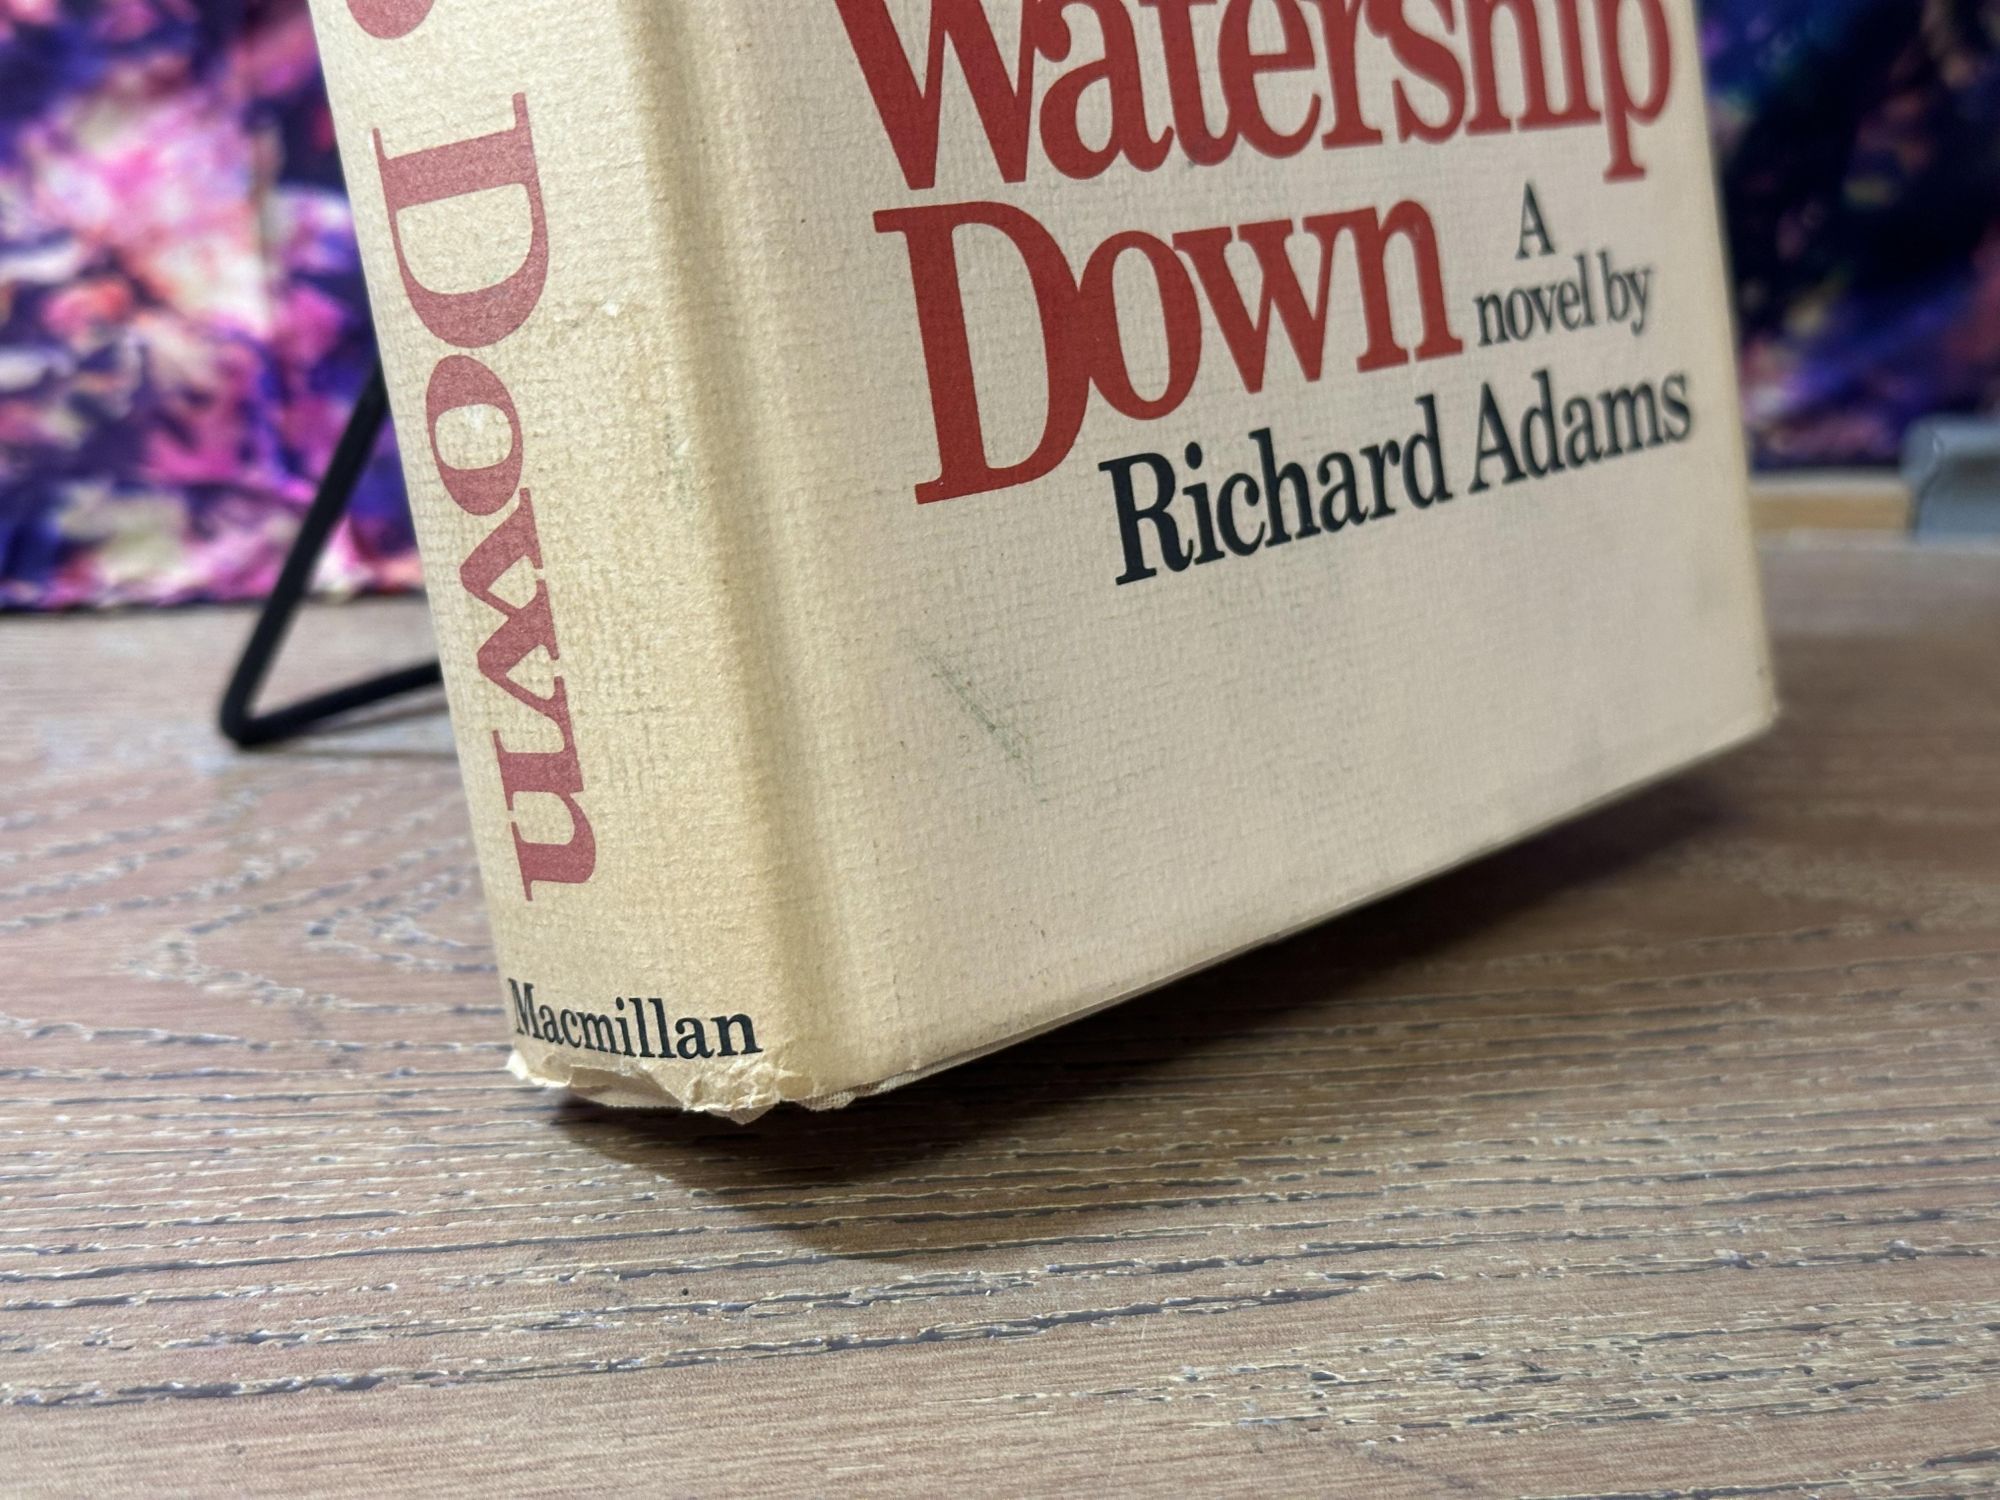 Down
Macmillan
Watership
Down
A
novel by
Richard Adams